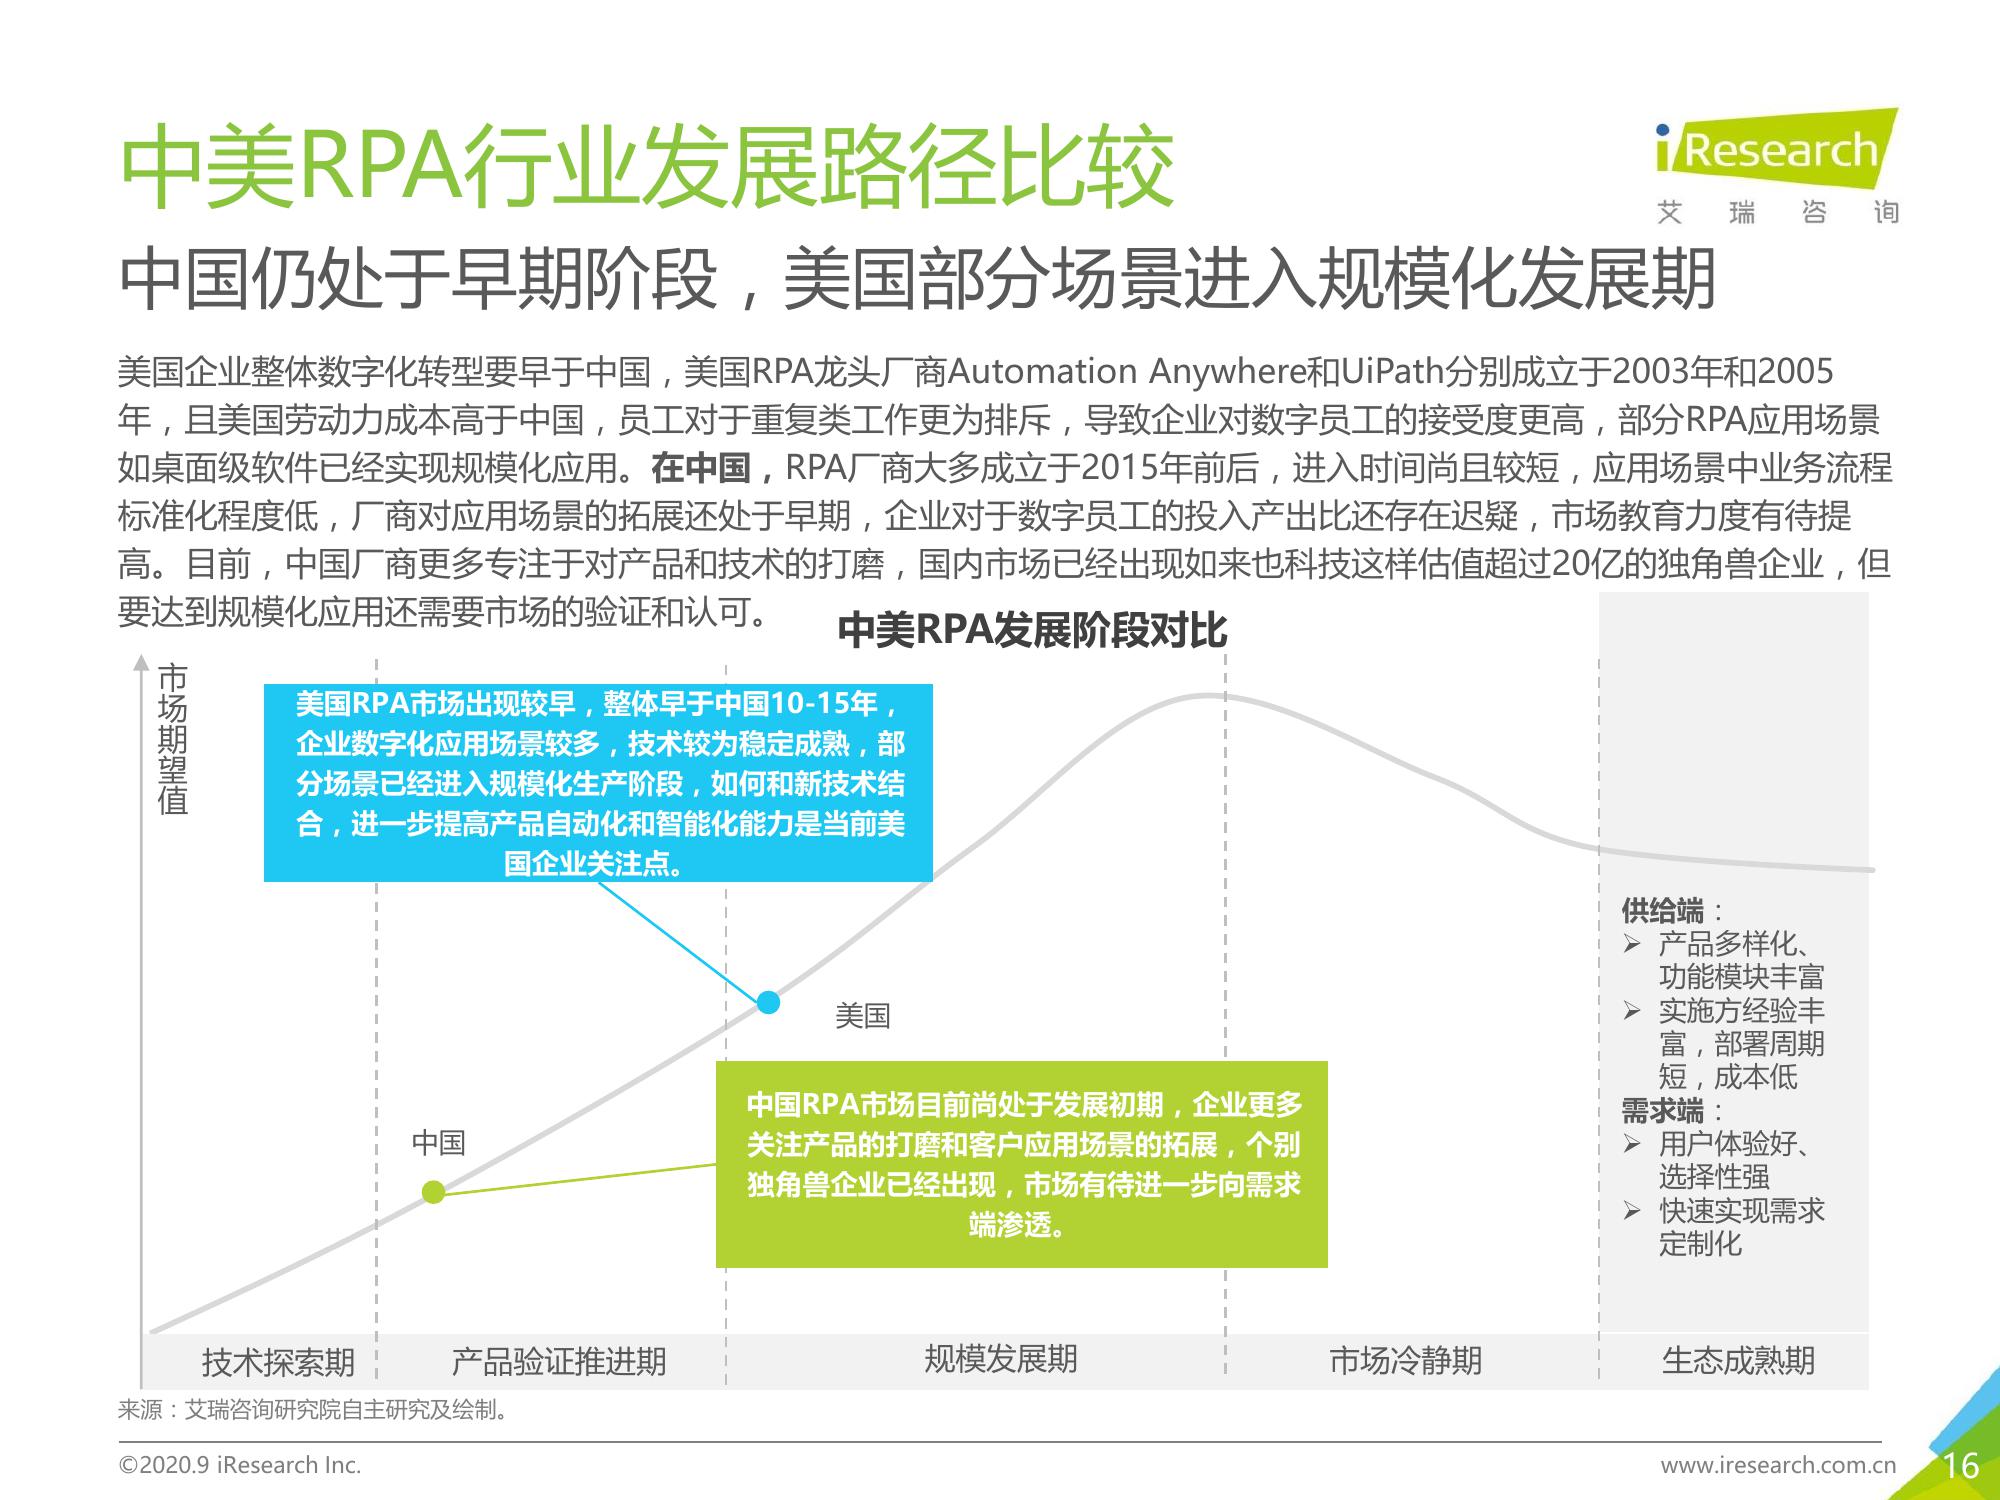 中美RPA行业发展路径比较
iResearch
艾瑞咨询
中国仍处于早期阶段，美国部分场景进入规模化发展期
美国企业整体数字化转型要早于中国，美国RPA龙头厂商Automation Anywhere和UiPath分别成立于2003年和2005
年，且美国劳动力成本高于中国，员工对于重复类工作更为排斥，导致企业对数字员工的接受度更高，部分RPA应用场景
如桌面级软件已经实现规模化应用。在中国，RPA厂商大多成立于2015年前后，进入时间尚且较短，应用场景中业务流程
标准化程度低，厂商对应用场景的拓展还处于早期，企业对于数字员工的投入产出比还存在迟疑，市场教育力度有待提
高。目前，中国厂商更多专注于对产品和技术的打磨，国内市场已经出现如来也科技这样估值超过20亿的独角兽企业，但
要达到规模化应用还需要市场的验证和认可。
中美RPA发展阶段对比
市场期望值
美国RPA市场出现较早，整体早于中国10-15年，
企业数字化应用场景较多，技术较为稳定成熟，部
分场景已经进入规模化生产阶段，如何和新技术结
合，进一步提高产品自动化和智能化能力是当前美
国企业关注点。
美国
中国
中国RPA市场目前尚处于发展初期，企业更多
关注产品的打磨和客户应用场景的拓展，个别
独角兽企业已经出现，市场有待进一步向需求
端渗透。
供给端：
➢ 产品多样化、
功能模块丰富
➢ 实施方经验丰
富，部署周期
短，成本低
需求端：
➢ 用户体验好、
选择性强
➢ 快速实现需求
定制化
技术探索期
产品验证推进期
规模发展期
市场冷静期
生态成熟期
来源：艾瑞咨询研究院自主研究及绘制。
©2020.9 iResearch Inc.
www.iresearch.com.cn
16